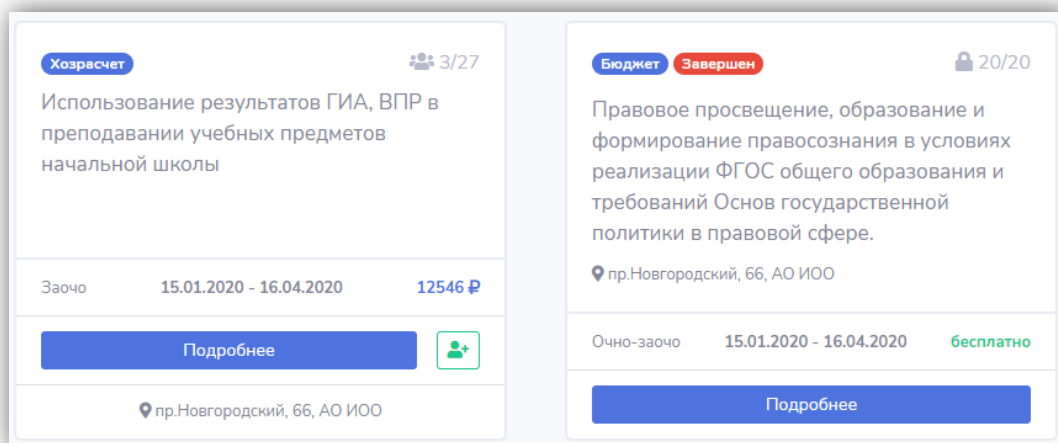 Хозрасчет
3/27
Использование результатов ГИА, ВПР в
преподавании учебных предметов
начальной школы
Заочо
15.01.2020 - 16.04.2020
12546 ₽
Подробнее
пр.Новгородский, 66, АО ИОО
Бюджет
Завершен
20/20
Правовое просвещение, образование и
формирование правосознания в условиях
реализации ФГОС общего образования и
требований Основ государственной
политики в правовой сфере.
пр.Новгородский, 66, АО ИОО
Очно-заочо
15.01.2020 - 16.04.2020
бесплатно
Подробнее